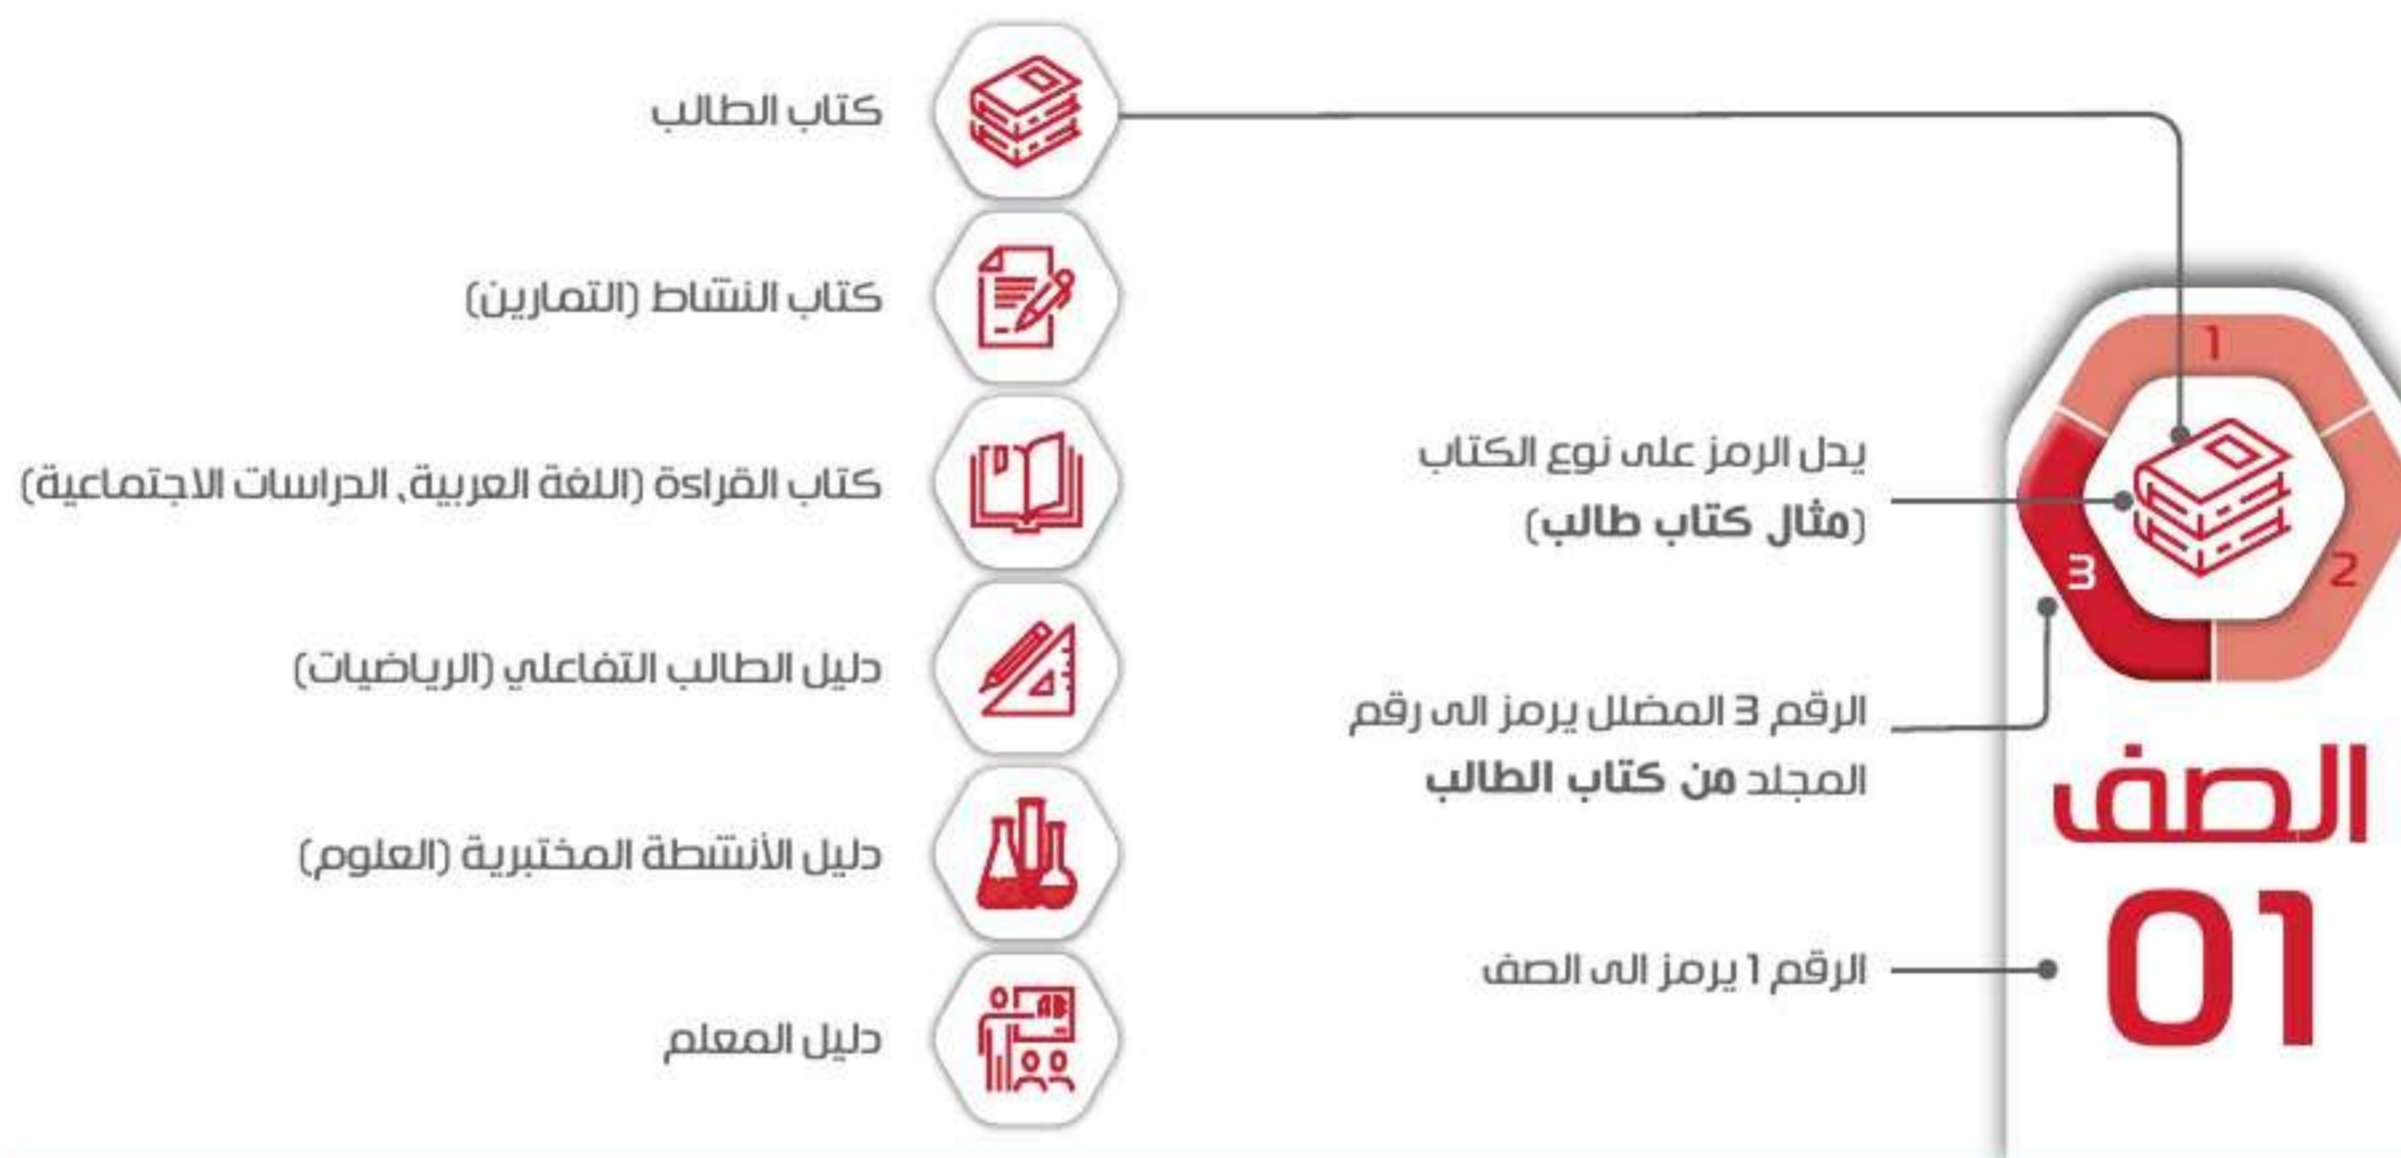 1
2
3
الصف
01
يدل الرمز على نوع الكتاب
(مثال كتاب طالب)
الرقم 3 المضلل يرمز الى رقم
المجلد من كتاب الطالب
الرقم 1 يرمز الى الصف
كتاب الطالب
كتاب النشاط (التمارين)
كتاب القراءة (اللغة العربية، الدراسات الاجتماعية)
دليل الطالب التفاعلي (الرياضيات)
دليل الأنشطة المختبرية (العلوم)
دليل المعلم